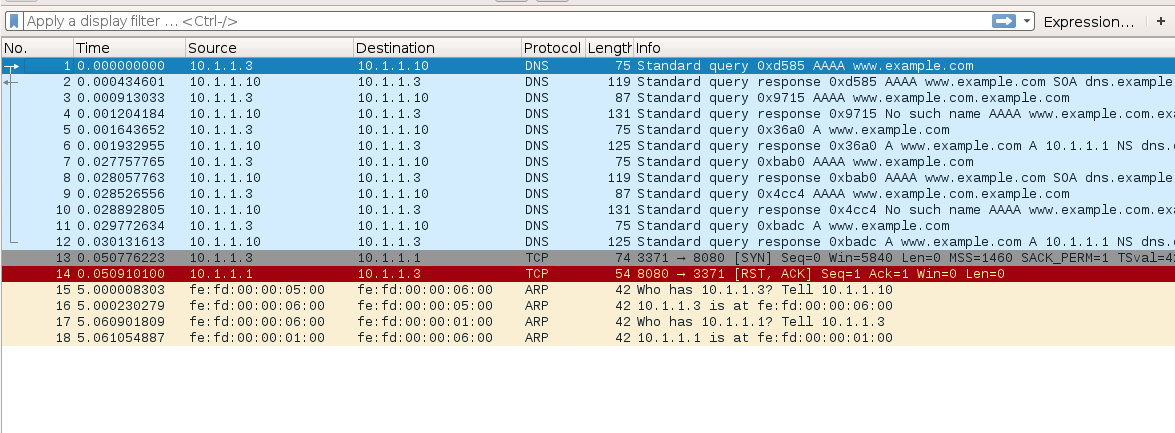 Apply a display filter … <Ctrl-/> Expression… +
No. Time Source Destination Protocol Length Info
1 0.000000000 10.1.1.3 10.1.1.10 DNS 75 Standard query 0xd585 AAAA www.example.com
2 0.000434601 10.1.1.10 10.1.1.3 DNS 119 Standard query response 0xd585 AAAA www.example.com SOA dns.example
3 0.000913033 10.1.1.3 10.1.1.10 DNS 87 Standard query 0x9715 AAAA www.example.com.example.com
4 0.001204184 10.1.1.10 10.1.1.3 DNS 131 Standard query response 0x9715 No such name AAAA www.example.com.ex
5 0.001643652 10.1.1.3 10.1.1.10 DNS 75 Standard query 0x36a0 A www.example.com
6 0.001932955 10.1.1.10 10.1.1.3 DNS 125 Standard query response 0x36a0 A www.example.com A 10.1.1.1 NS dns.
7 0.027757765 10.1.1.3 10.1.1.10 DNS 75 Standard query 0xbab0 AAAA www.example.com
8 0.028057763 10.1.1.10 10.1.1.3 DNS 119 Standard query response 0xbab0 AAAA www.example.com SOA dns.example
9 0.028526556 10.1.1.3 10.1.1.10 DNS 87 Standard query 0x4cc4 AAAA www.example.com.example.com
10 0.028892805 10.1.1.10 10.1.1.3 DNS 131 Standard query response 0x4cc4 No such name AAAA www.example.com.ex
11 0.029772634 10.1.1.3 10.1.1.10 DNS 75 Standard query 0xbadc A www.example.com
12 0.030131613 10.1.1.10 10.1.1.3 DNS 125 Standard query response 0xbadc A www.example.com A 10.1.1.1 NS dns.
13 0.050776223 10.1.1.3 10.1.1.1 TCP 74 3371 → 8080 [SYN] Seq=0 Win=5840 Len=0 MSS=1460 SACK_PERM=1 TSval=4
14 0.050910100 10.1.1.1 10.1.1.3 TCP 54 8080 → 3371 [RST, ACK] Seq=1 Ack=1 Win=0 Len=0
15 5.000008303 fe:fd:00:00:05:00 fe:fd:00:00:06:00 ARP 42 Who has 10.1.1.3? Tell 10.1.1.10
16 5.000230279 fe:fd:00:00:06:00 fe:fd:00:00:05:00 ARP 42 10.1.1.3 is at fe:fd:00:00:06:00
17 5.060901809 fe:fd:00:00:06:00 fe:fd:00:00:01:00 ARP 42 Who has 10.1.1.1? Tell 10.1.1.3
18 5.061054887 fe:fd:00:00:01:00 fe:fd:00:00:06:00 ARP 42 10.1.1.1 is at fe:fd:00:00:01:00